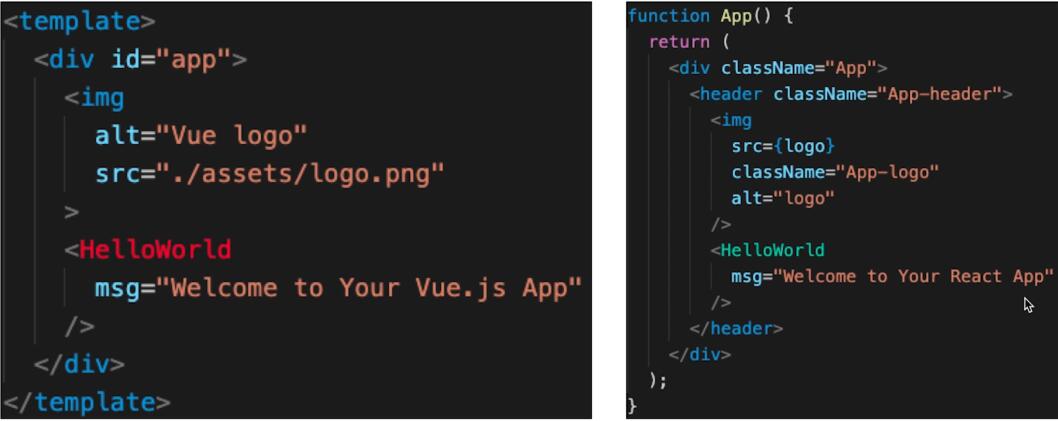 <template>
  <div id="app">
    <img
      alt="Vue logo"
      src="./assets/logo.png"
    >
    <HelloWorld
      msg="Welcome to Your Vue.js App"
    />
  </div>
</template>
function App() {
  return (
    <div className="App">
      <header className="App-header">
        <img
          src={logo}
          className="App-logo"
          alt="logo"
        />
        <HelloWorld
          msg="Welcome to Your React App"
        />
      </header>
    </div>
  );
}